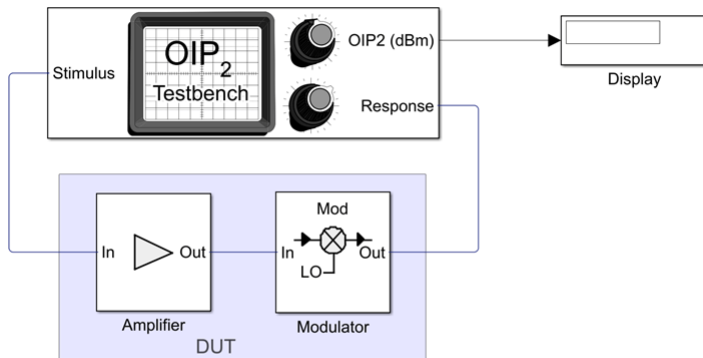 OIP2
Testbench
Stimulus
OIP2 (dBm)
Response
Display
In
Out
Amplifier
Mod
In
Out
LO
Modulator
DUT